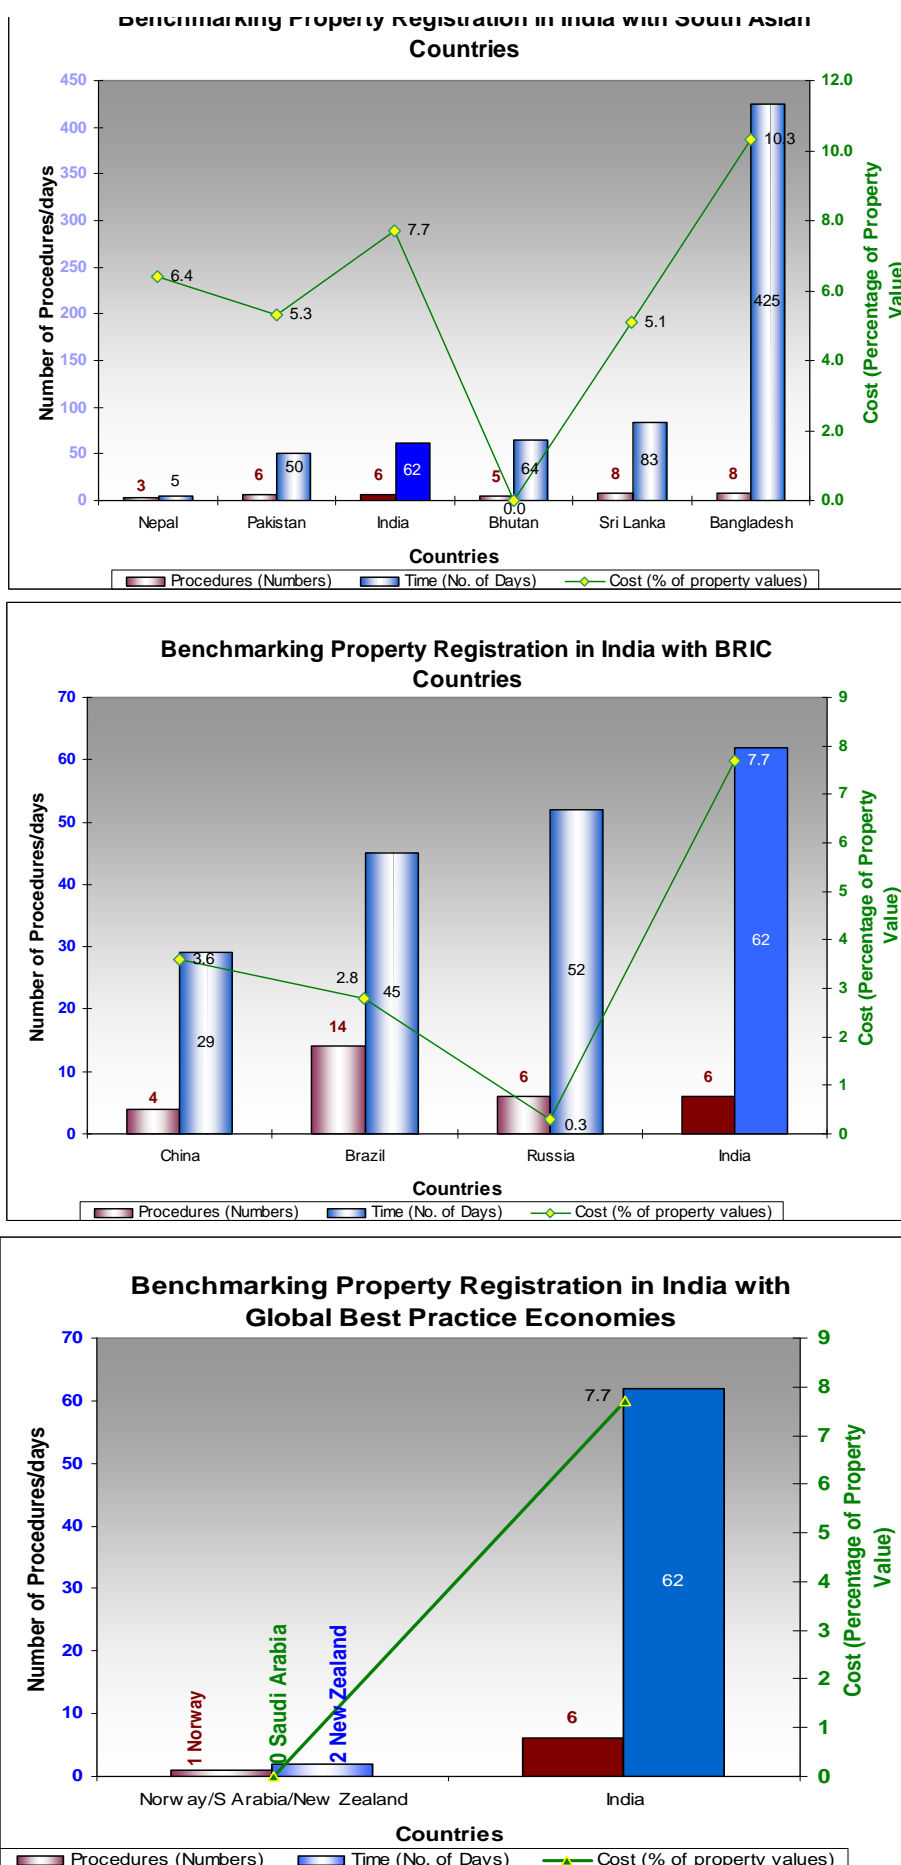 Benchmarking Property Registration in India with South Asian
Countries
450
400
350
300
250
200
150
100
50
0
12.0
10.0
8.0
6.0
4.0
2.0
0.0
Number of Procedures/days
Cost (Percentage of Property
Value)
6.4
5.3
7.7
0.0
5.1
10.3
3
5
6
50
6
62
5
64
8
83
8
425
Nepal
Pakistan
India
Bhutan
Sri Lanka
Bangladesh
Countries
Procedures (Numbers)
Time (No. of Days)
Cost (% of property values)
Benchmarking Property Registration in India with BRIC
Countries
70
60
50
40
30
20
10
0
9
8
7
6
5
4
3
2
1
0
Number of Procedures/days
Cost (Percentage of Property
Value)
3.6
2.8
0.3
7.7
4
29
14
45
6
52
6
62
China
Brazil
Russia
India
Countries
Procedures (Numbers)
Time (No. of Days)
Cost (% of property values)
Benchmarking Property Registration in India with
Global Best Practice Economies
70
60
50
40
30
20
10
0
9
8
7
6
5
4
3
2
1
0
Number of Procedures/days
Cost (Percentage of Property
Value)
1 Norway
0 Saudi Arabia
2 New Zealand
7.7
6
62
Norway/S Arabia/New Zealand
India
Countries
Procedures (Numbers)
Time (No. of Days)
Cost (% of property values)